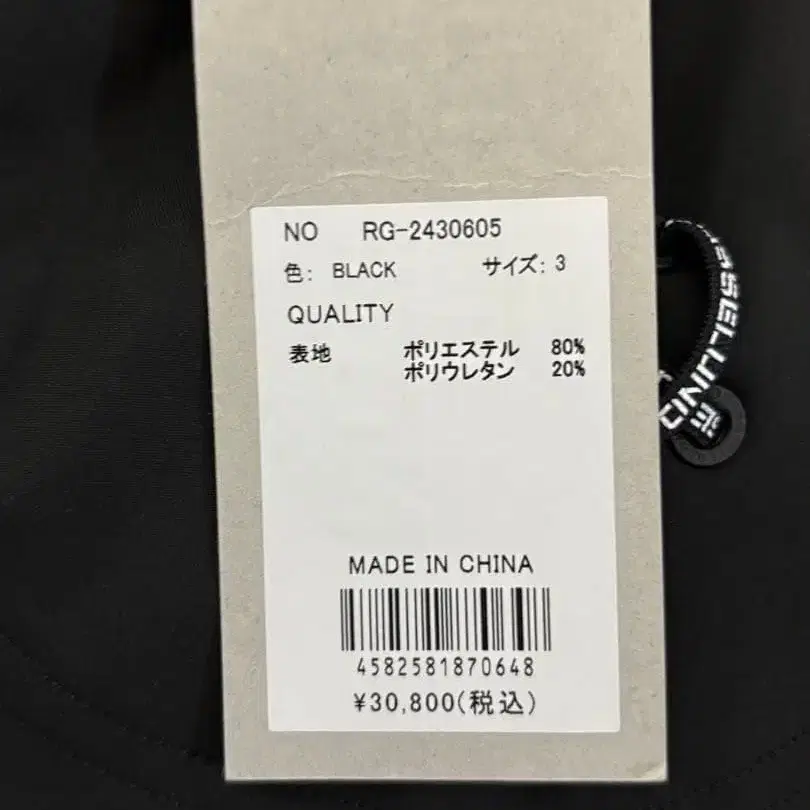 NO RG-2430605
色: BLACK サイズ: 3
QUALITY
表地 ポリエステル 80%
ポリウレタン 20%
MADE IN CHINA
4582581870648
¥30,800(税込)